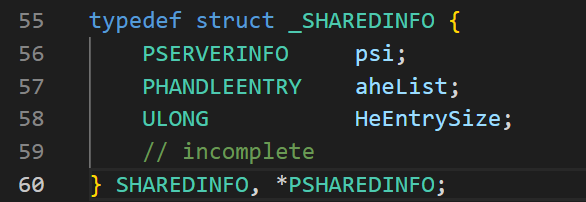 55 typedef struct _SHAREDINFO {
56 PSERVERINFO psi;
57 PHANDLEENTRY aheList;
58 ULONG HeEntrySize;
59 // incomplete
60 } SHAREDINFO, *PSHAREDINFO;